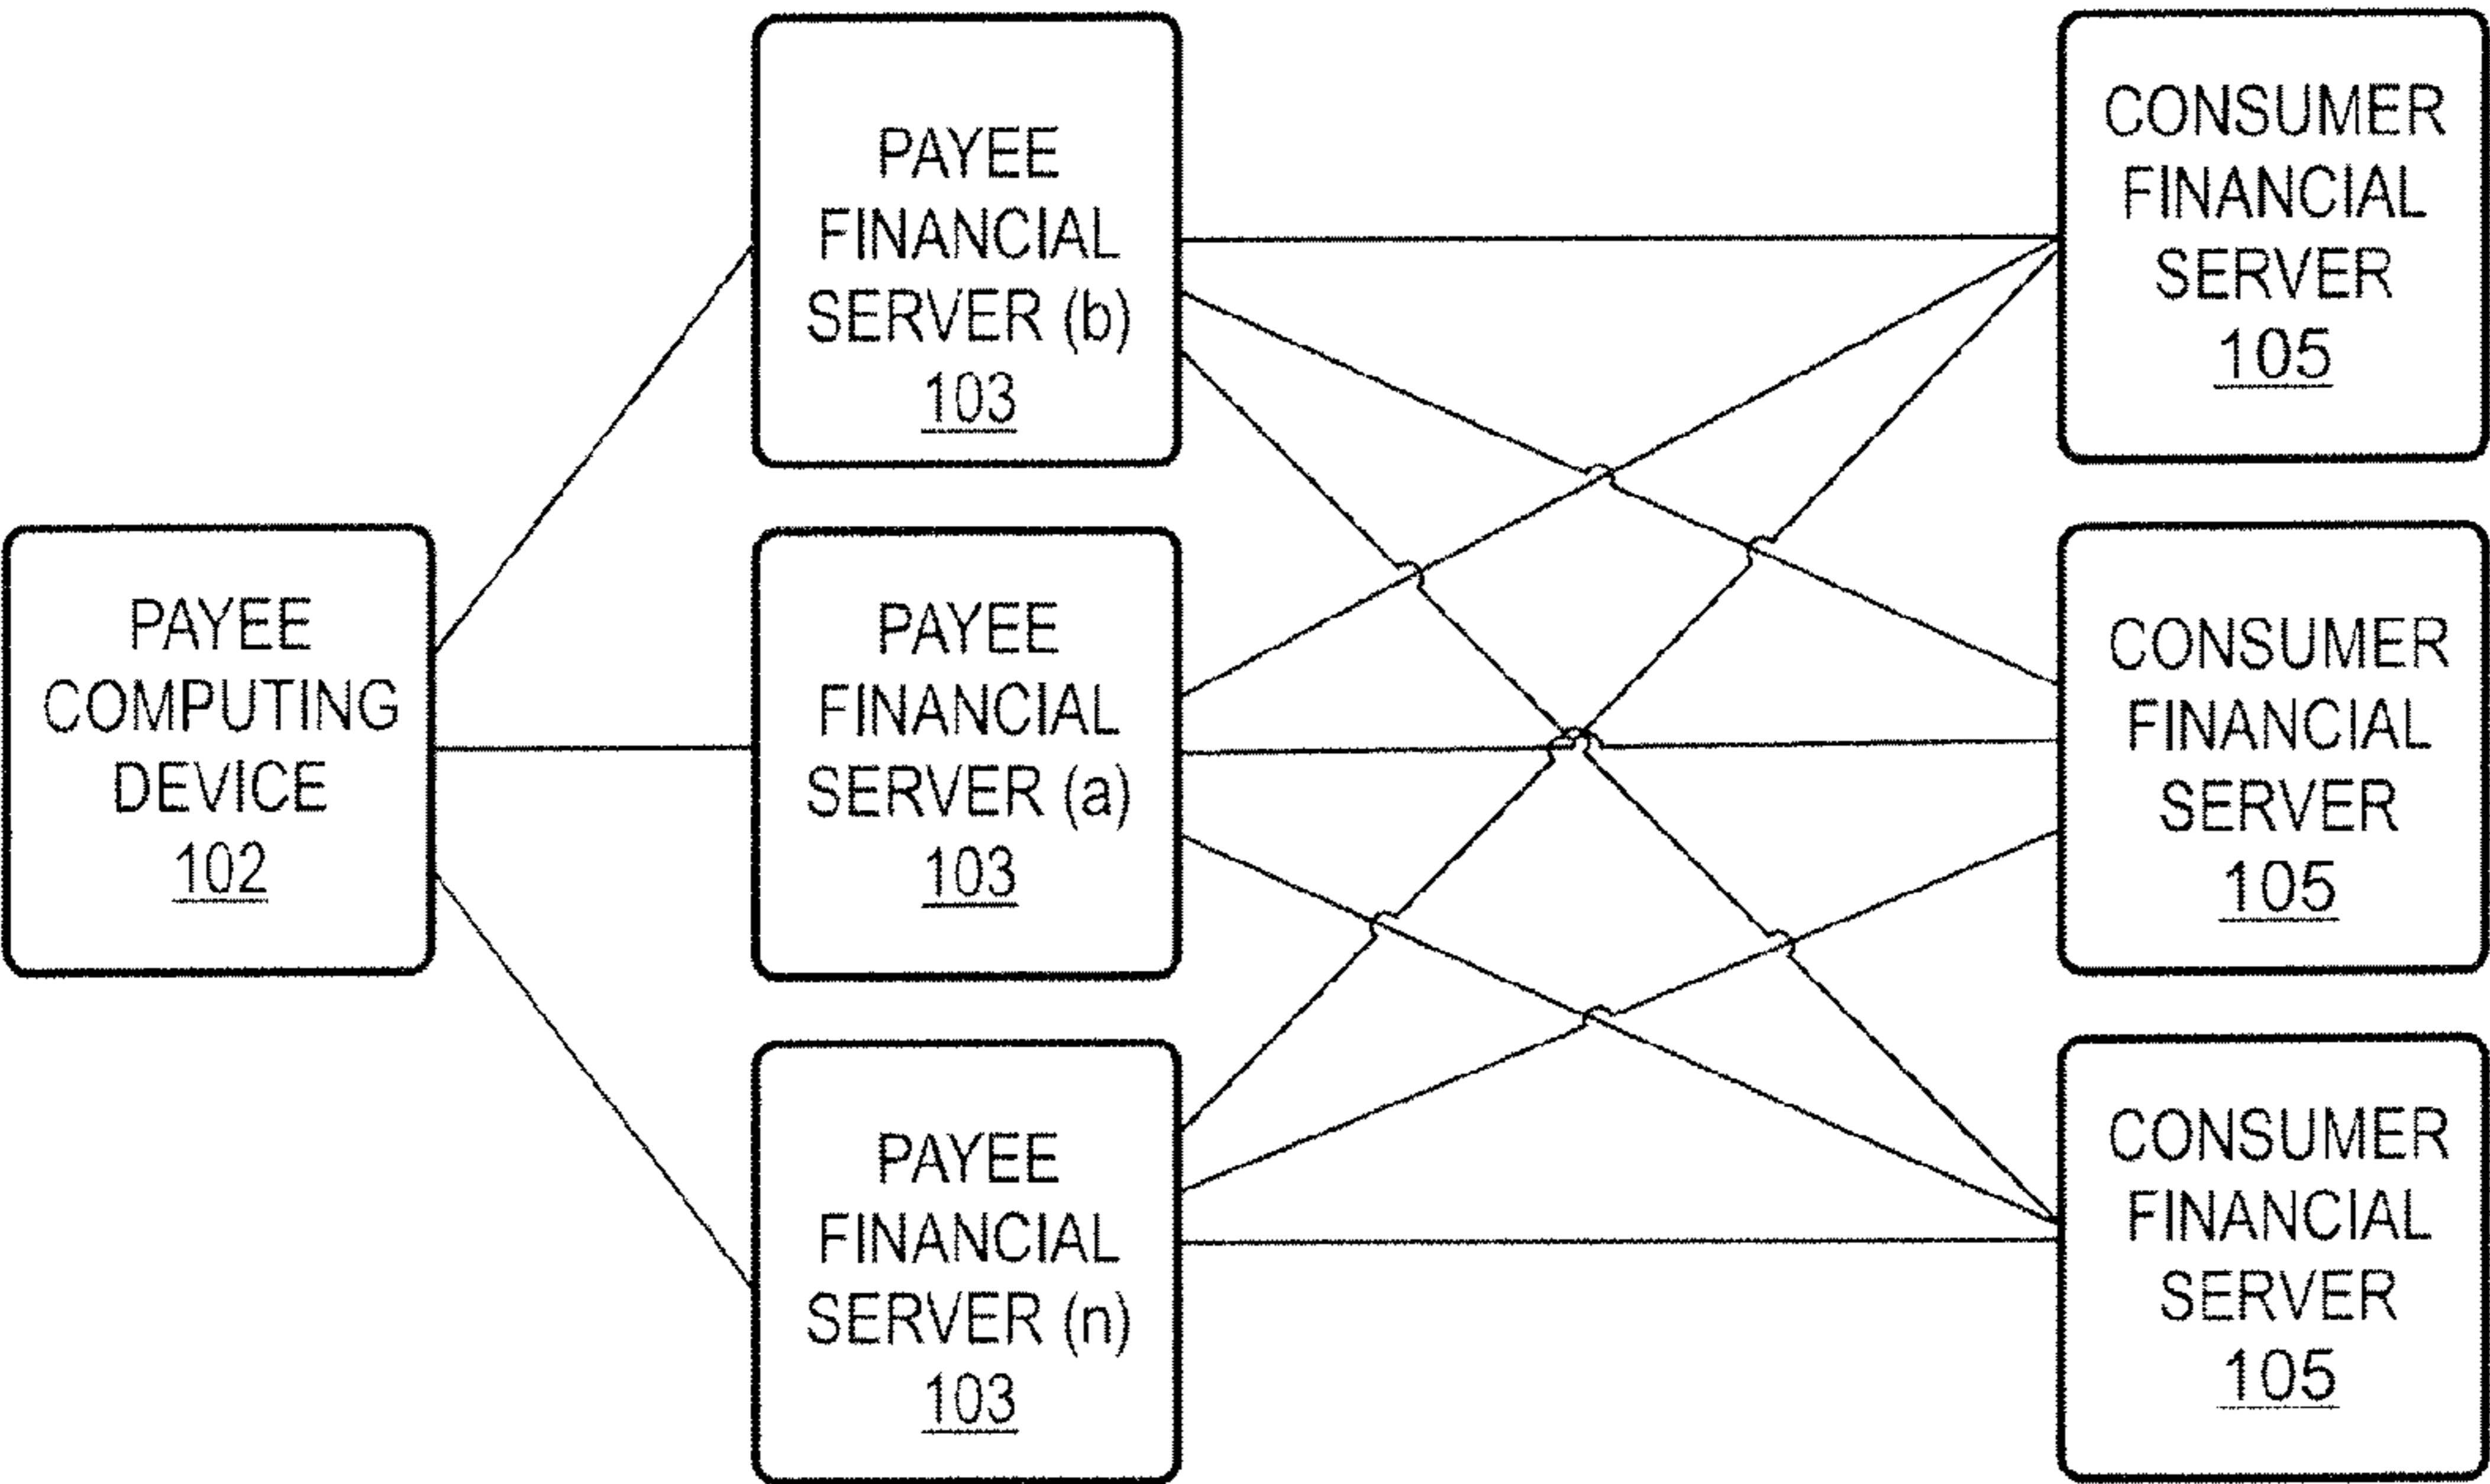 PAYEE
COMPUTING
DEVICE
102
PAYEE
FINANCIAL
SERVER (b)
103
PAYEE
FINANCIAL
SERVER (a)
103
PAYEE
FINANCIAL
SERVER (n)
103
CONSUMER
FINANCIAL
SERVER
105
CONSUMER
FINANCIAL
SERVER
105
CONSUMER
FINANCIAL
SERVER
105